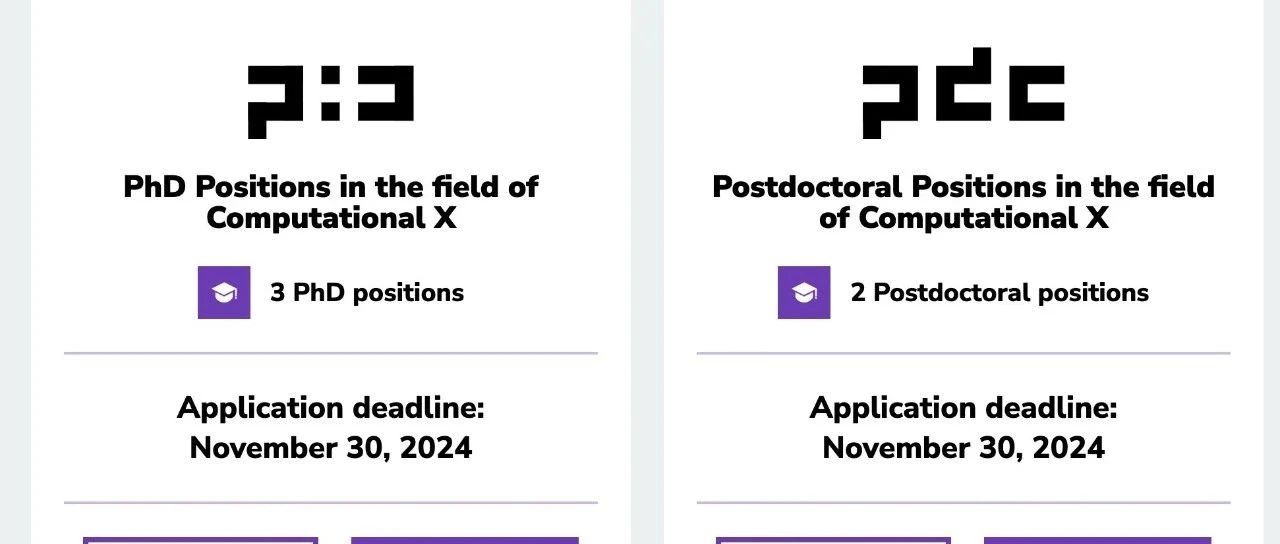 PhD Positions in the field of
Computational X
3 PhD positions
Application deadline:
November 30, 2024
pdc
Postdoctoral Positions in the field
of Computational X
2 Postdoctoral positions
Application deadline:
November 30, 2024